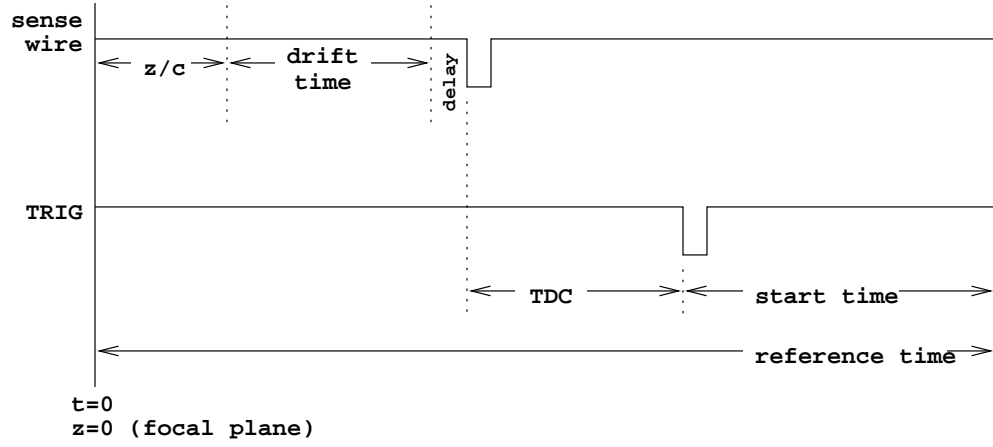 sense
wire
z/c
drift
time
delay
TRIG
TDC
start time
reference time
t=0
z=0 (focal plane)